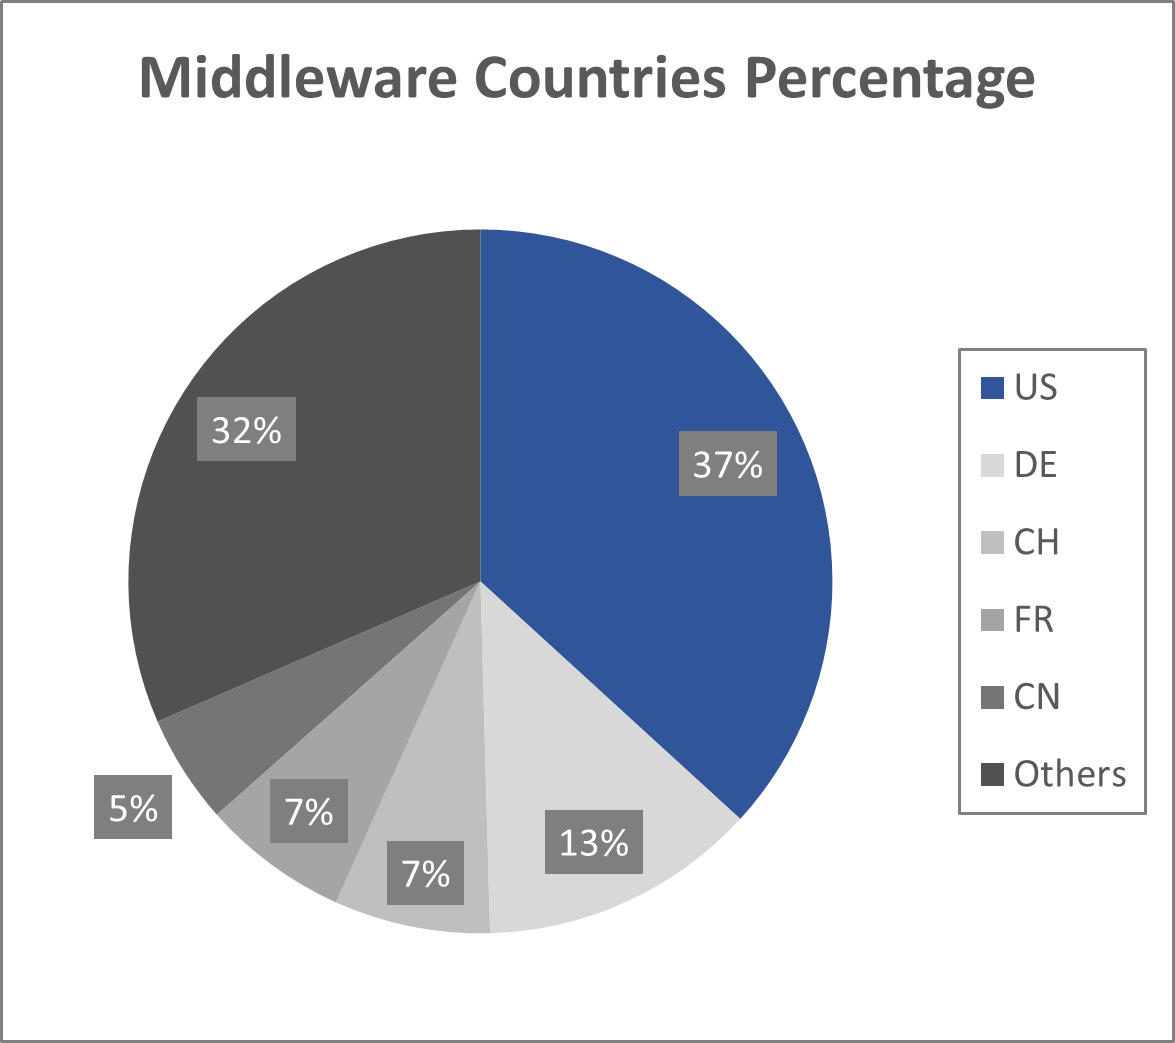 Middleware Countries Percentage
32%
37%
5%
7%
7%
13%
US
DE
CH
FR
CN
Others